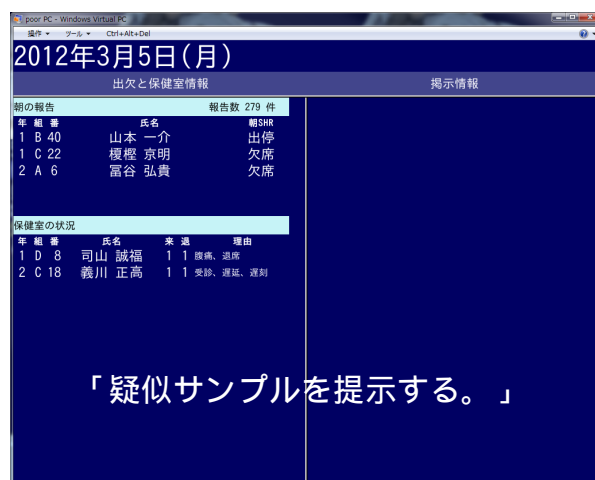 poor PC - Windows Virtual PC
操作 ▼ ツール ▼ Ctrl+Alt+Del
2012年3月5日(月)
出欠と保健室情報 掲示情報
朝の報告 報告数 279 件
年 組 番 氏名 朝SHR
1 B 40 山本 一介 出停
1 C 22 榎樫 京明 欠席
2 A 6 冨谷 弘貴 欠席
保健室の状況
年 組 番 氏名 来 退 理由
1 D 8 司山 誠福 1 1 腹痛、退席
2 C 18 義川 正高 1 1 受診、遅延、遅刻
「疑似サンプルを提示する。」